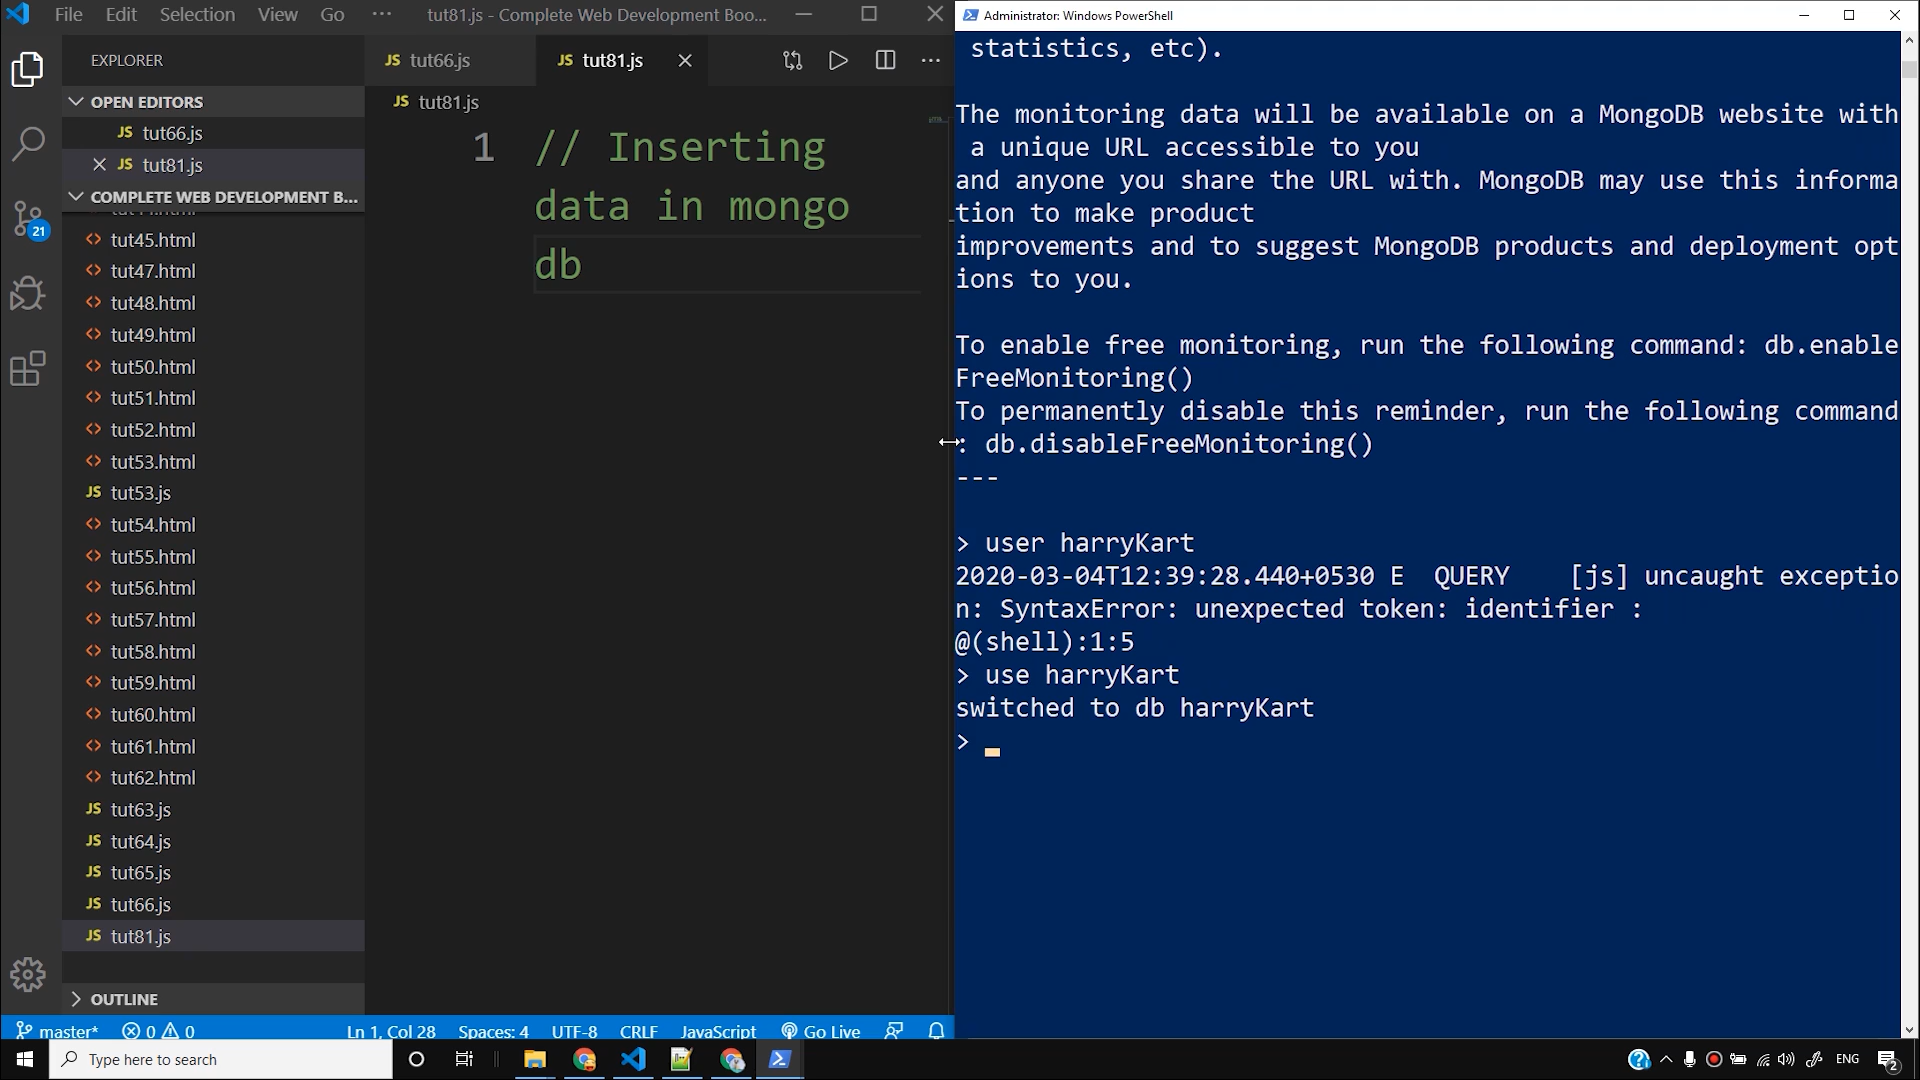 File Edit Selection View Go ··· tut81.js - Complete Web Development Boo...
EXPLORER
OPEN EDITORS
JS tut66.js
JS tut81.js
COMPLETE WEB DEVELOPMENT B...
<> tut45.html
<> tut47.html
<> tut48.html
<> tut49.html
<> tut50.html
<> tut51.html
<> tut52.html
<> tut53.html
JS tut53.js
<> tut54.html
<> tut55.html
<> tut56.html
<> tut57.html
<> tut58.html
<> tut59.html
<> tut60.html
<> tut61.html
<> tut62.html
JS tut63.js
JS tut64.js
JS tut65.js
JS tut66.js
JS tut81.js
OUTLINE
21
JS tut66.js JS tut81.js
JS tut81.js
1 // Inserting
data in mongo
db
master* 0 0 Ln 1, Col 28 Spaces: 4 UTF-8 CRLF JavaScript Go Live
Administrator: Windows PowerShell
statistics, etc).
The monitoring data will be available on a MongoDB website with
a unique URL accessible to you
and anyone you share the URL with. MongoDB may use this informa
tion to make product
improvements and to suggest MongoDB products and deployment opt
ions to you.
To enable free monitoring, run the following command: db.enable
FreeMonitoring()
To permanently disable this reminder, run the following command
: db.disableFreeMonitoring()
---
> user harryKart
2020-03-04T12:39:28.440+0530 E QUERY [js] uncaught exceptio
n: SyntaxError: unexpected token: identifier :
@(shell):1:5
> use harryKart
switched to db harryKart
>
Type here to search
ENG
2